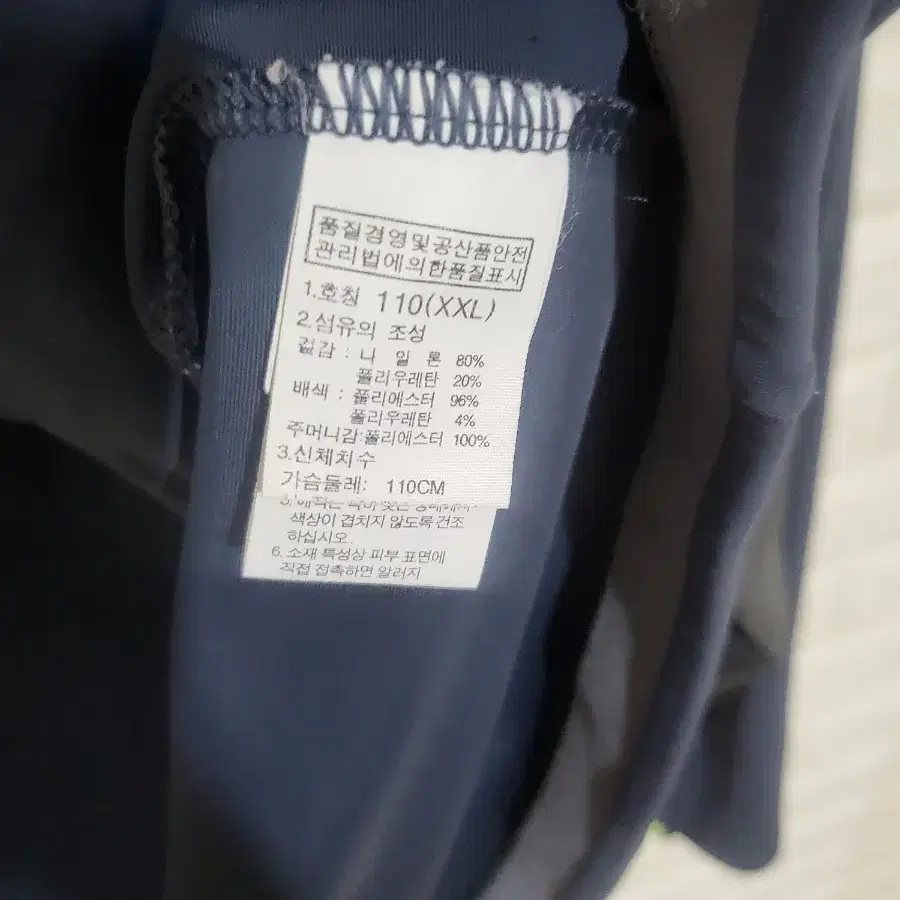 품질경영및공산품안전
관리법에의한품질표시
1.호칭 110(XXL)
2.섬유의 조성
겉감 : 나 일 론 80%
폴리우레탄 20%
배색 : 폴리에스터 96%
폴리우레탄 4%
주머니감:폴리에스터 100%
3.신체치수
가슴둘레: 110CM
색상이 겹치지 않도록 건조
하십시오.
6. 소재 특성상 피부 표면에
직접 접촉하면 알러지